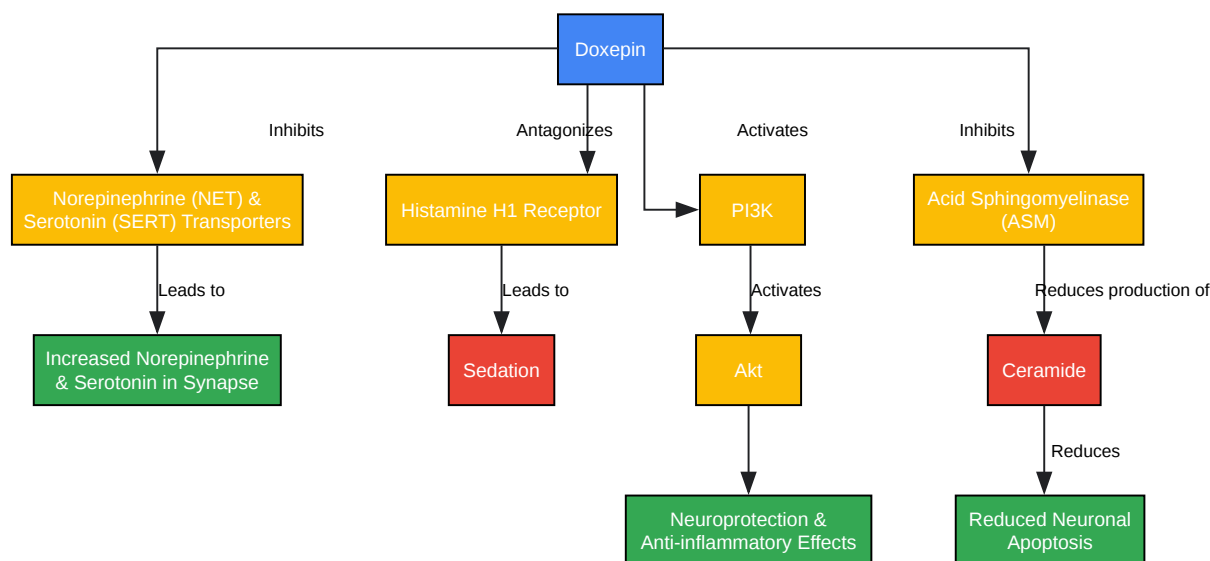 Doxepin
Inhibits
Antagonizes
Activates
Inhibits
Norepinephrine (NET) &
Serotonin (SERT) Transporters
Histamine H1 Receptor
PI3K
Acid Sphingomyelinase
(ASM)
Leads to
Leads to
Activates
Reduces production of
Increased Norepinephrine
& Serotonin in Synapse
Sedation
Akt
Ceramide
Reduces
Neuroprotection &
Anti-inflammatory Effects
Reduced Neuronal
Apoptosis